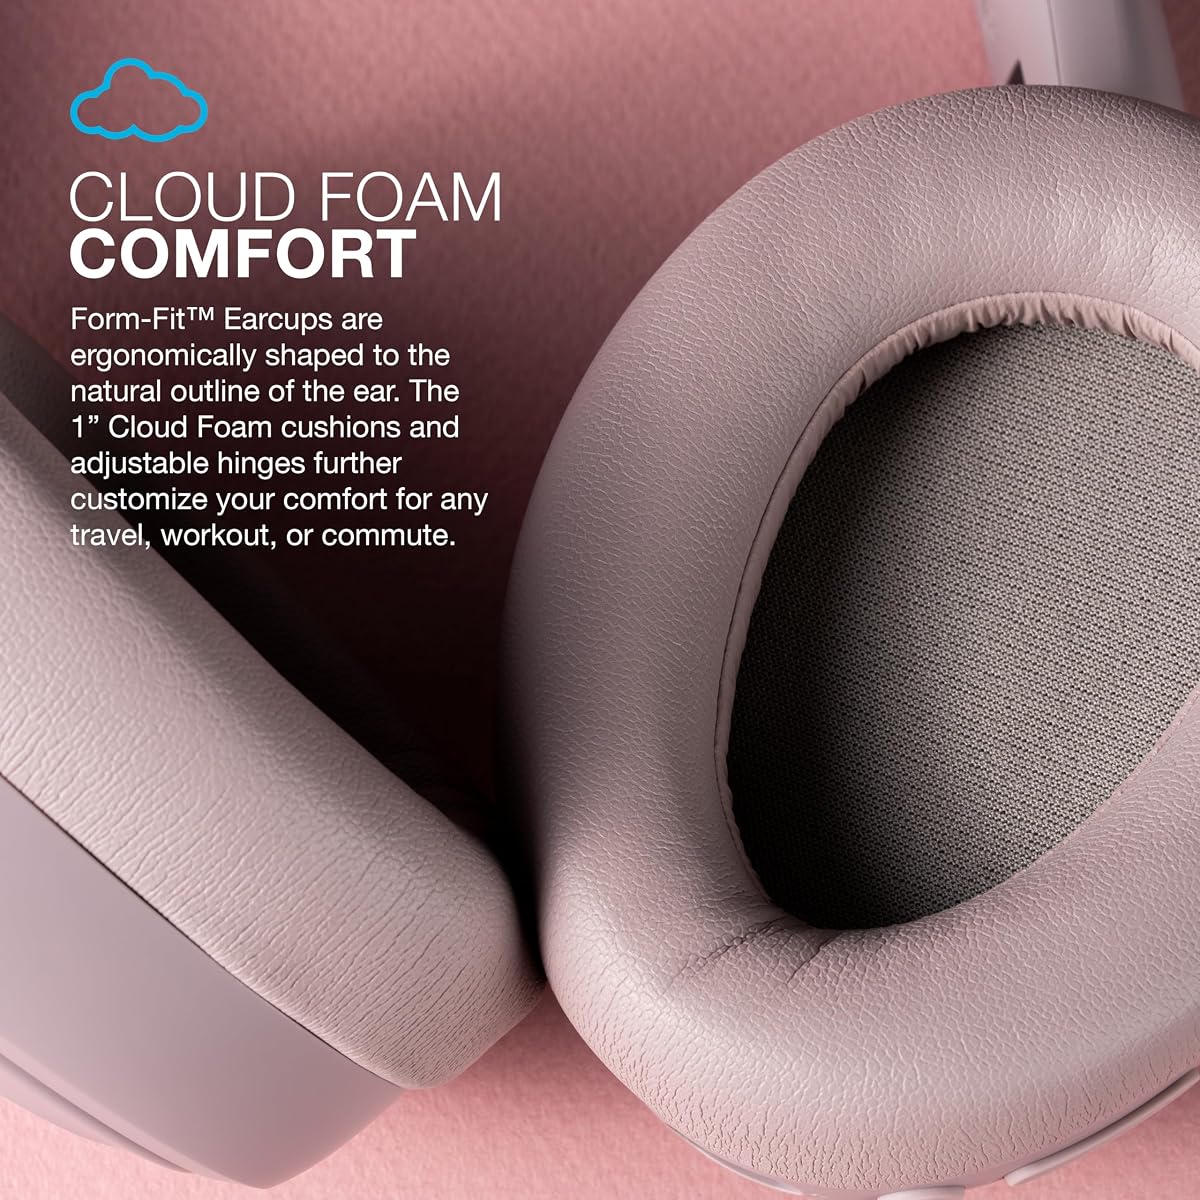 CLOUD FOAM
COMFORT
Form-Fit™ Earcups are
ergonomically shaped to the
natural outline of the ear. The
1” Cloud Foam cushions and
adjustable hinges further
customize your comfort for any
travel, workout, or commute.